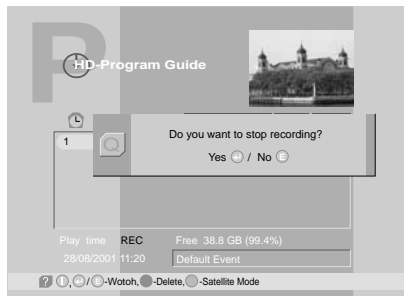 P
HD-Program Guide
Do you want to stop recording?
Q
Yes / No E
1
Play time REC Free 38.8 GB (99.4%)
28/08/2001 11:20 Default Event
? I, / E-Wotoh, -Delete, -Satellite Mode